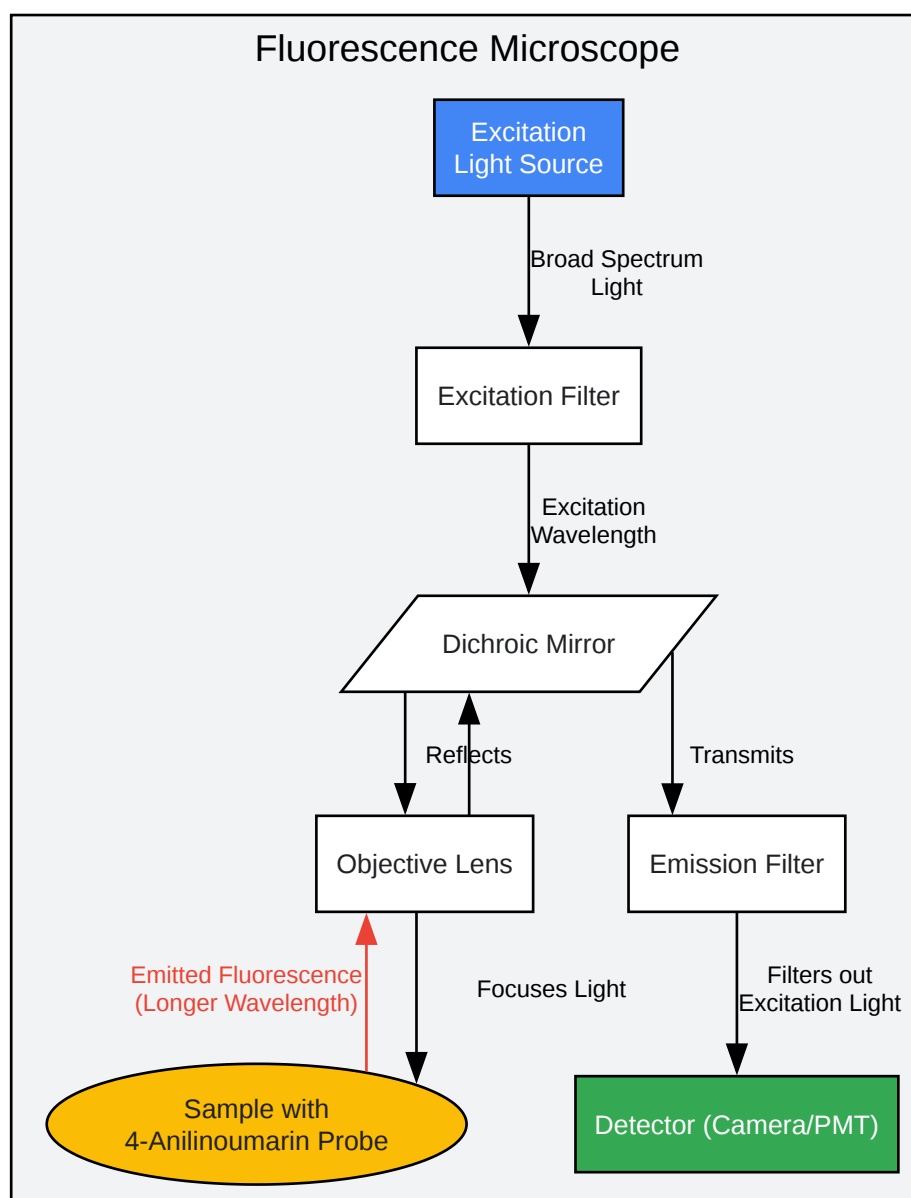 Fluorescence Microscope
Excitation
Light Source
Broad Spectrum
Light
Excitation Filter
Excitation
Wavelength
Dichroic Mirror
Reflects
Transmits
Objective Lens
Emission Filter
Emitted Fluorescence
(Longer Wavelength)
Focuses Light
Filters out
Excitation Light
Sample with
4-Anilinoumarin Probe
Detector (Camera/PMT)